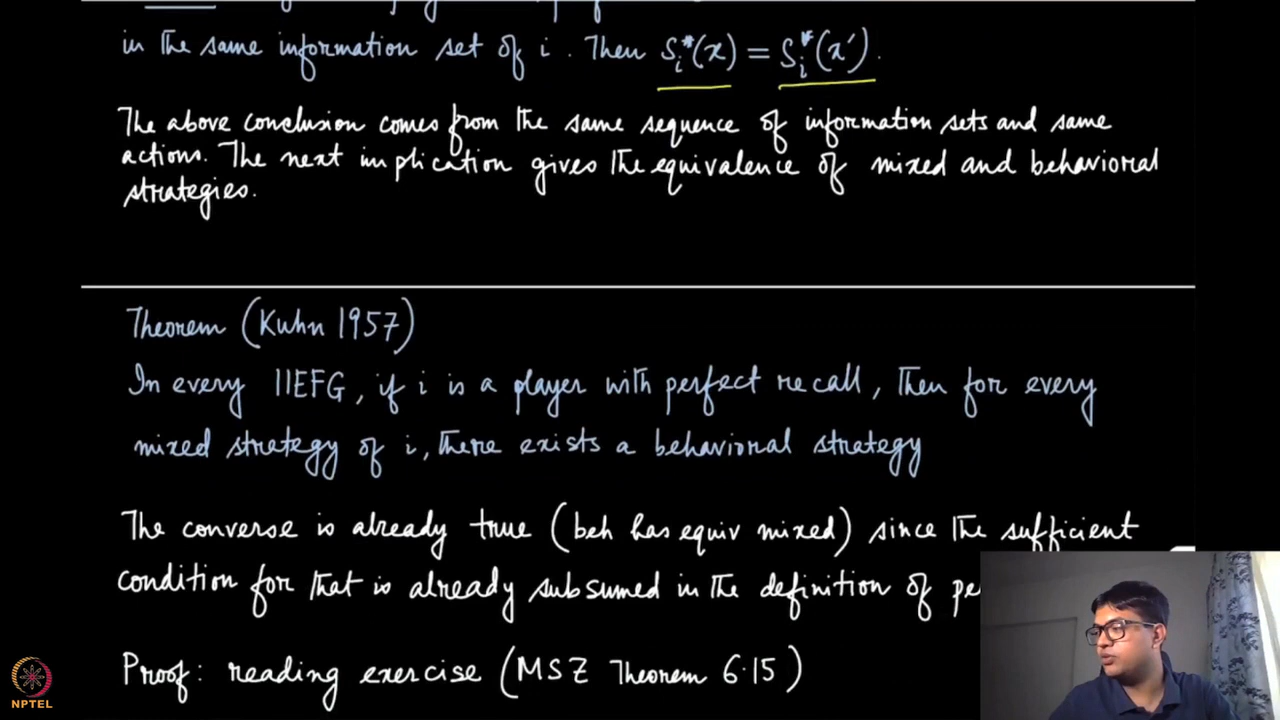 in the same information set of i. Then Si*(x) = Si*(x′).
The above conclusion comes from the same sequence of information sets and same
actions. The next implication gives the equivalence of mixed and behavioral
strategies.
Theorem (Kuhn 1957)
In every IIEFG, if i is a player with perfect recall, then for every
mixed strategy of i, there exists a behavioral strategy
The converse is already true (beh has equiv mixed) since the sufficient
condition for that is already subsumed in the definition of pe
Proof: reading exercise (MSZ Theorem 6.15)
NPTEL